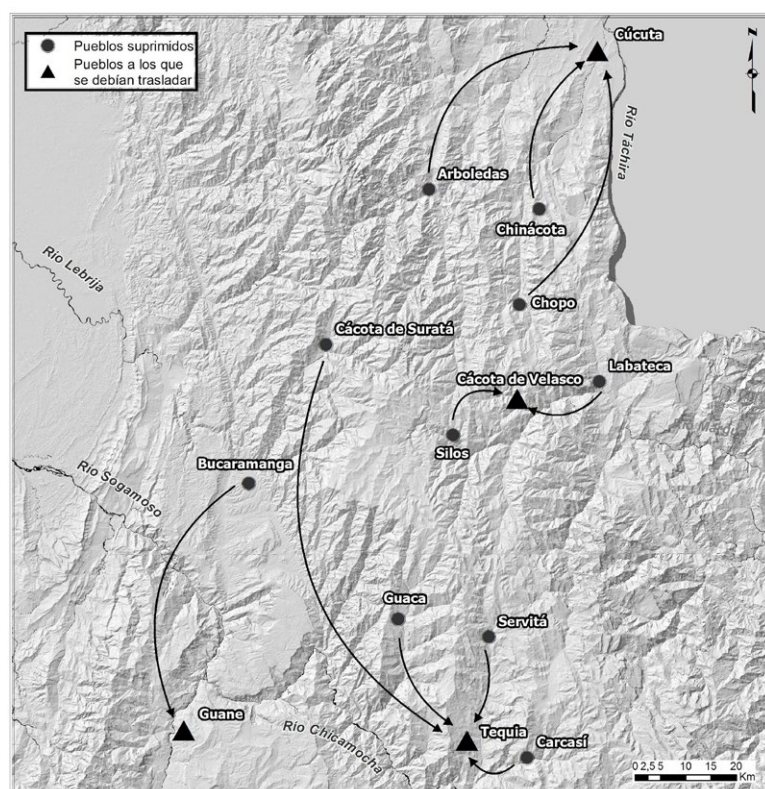 Pueblos suprimidos
Pueblos a los que
se debían trasladar
Cúcuta
N
Río Táchira
Arboledas
Chinácota
Río Lebrija
Chopo
Cácota de Suratá
Labateca
Cácota de Velasco
Silos
Bucaramanga
Río Sogamoso
Guaca
Servitá
Guane
Río Chicamocha
Tequia
Carcasí
0 2,5 5 10 15 20
Km